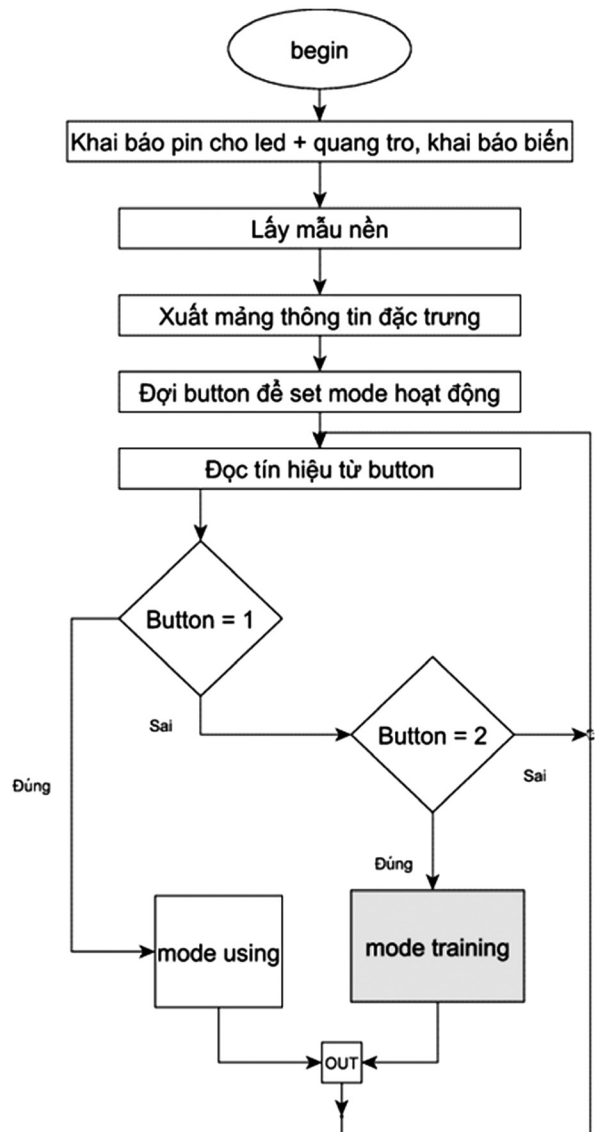 begin
Khai báo pin cho led + quang tro, khai báo biến
Lấy mẫu nền
Xuất mảng thông tin đặc trưng
Đợi button để set mode hoạt động
Đọc tín hiệu từ button
Button = 1
Sai
Button = 2
Sai
Đúng
Đúng
mode using
mode training
OUT